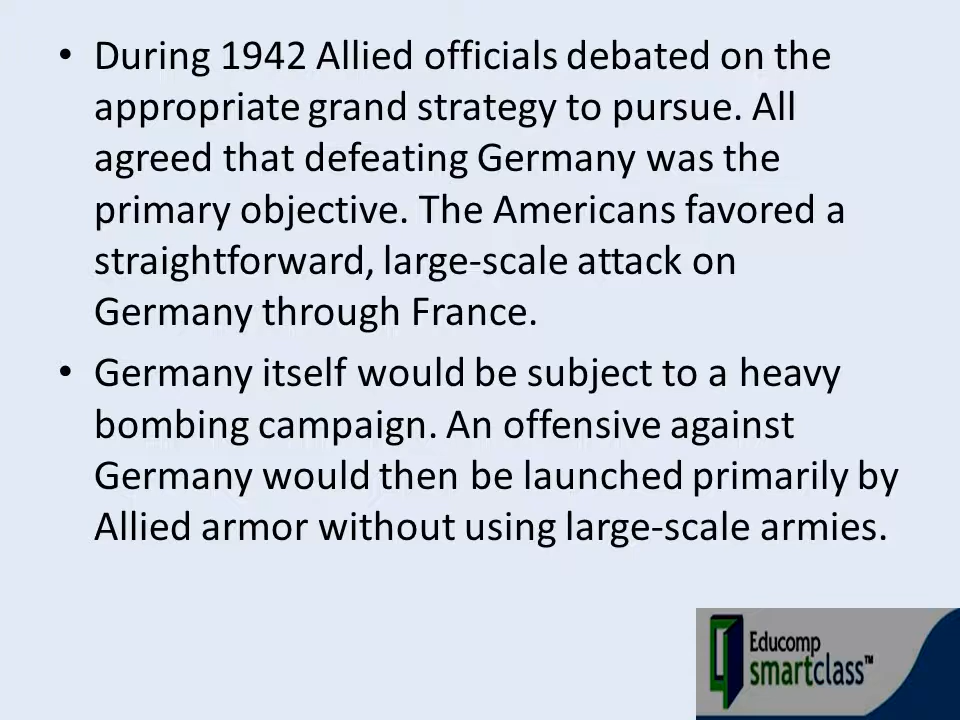 • During 1942 Allied officials debated on the
appropriate grand strategy to pursue. All
agreed that defeating Germany was the
primary objective. The Americans favored a
straightforward, large-scale attack on
Germany through France.
• Germany itself would be subject to a heavy
bombing campaign. An offensive against
Germany would then be launched primarily by
Allied armor without using large-scale armies.
Educomp
smartclass™